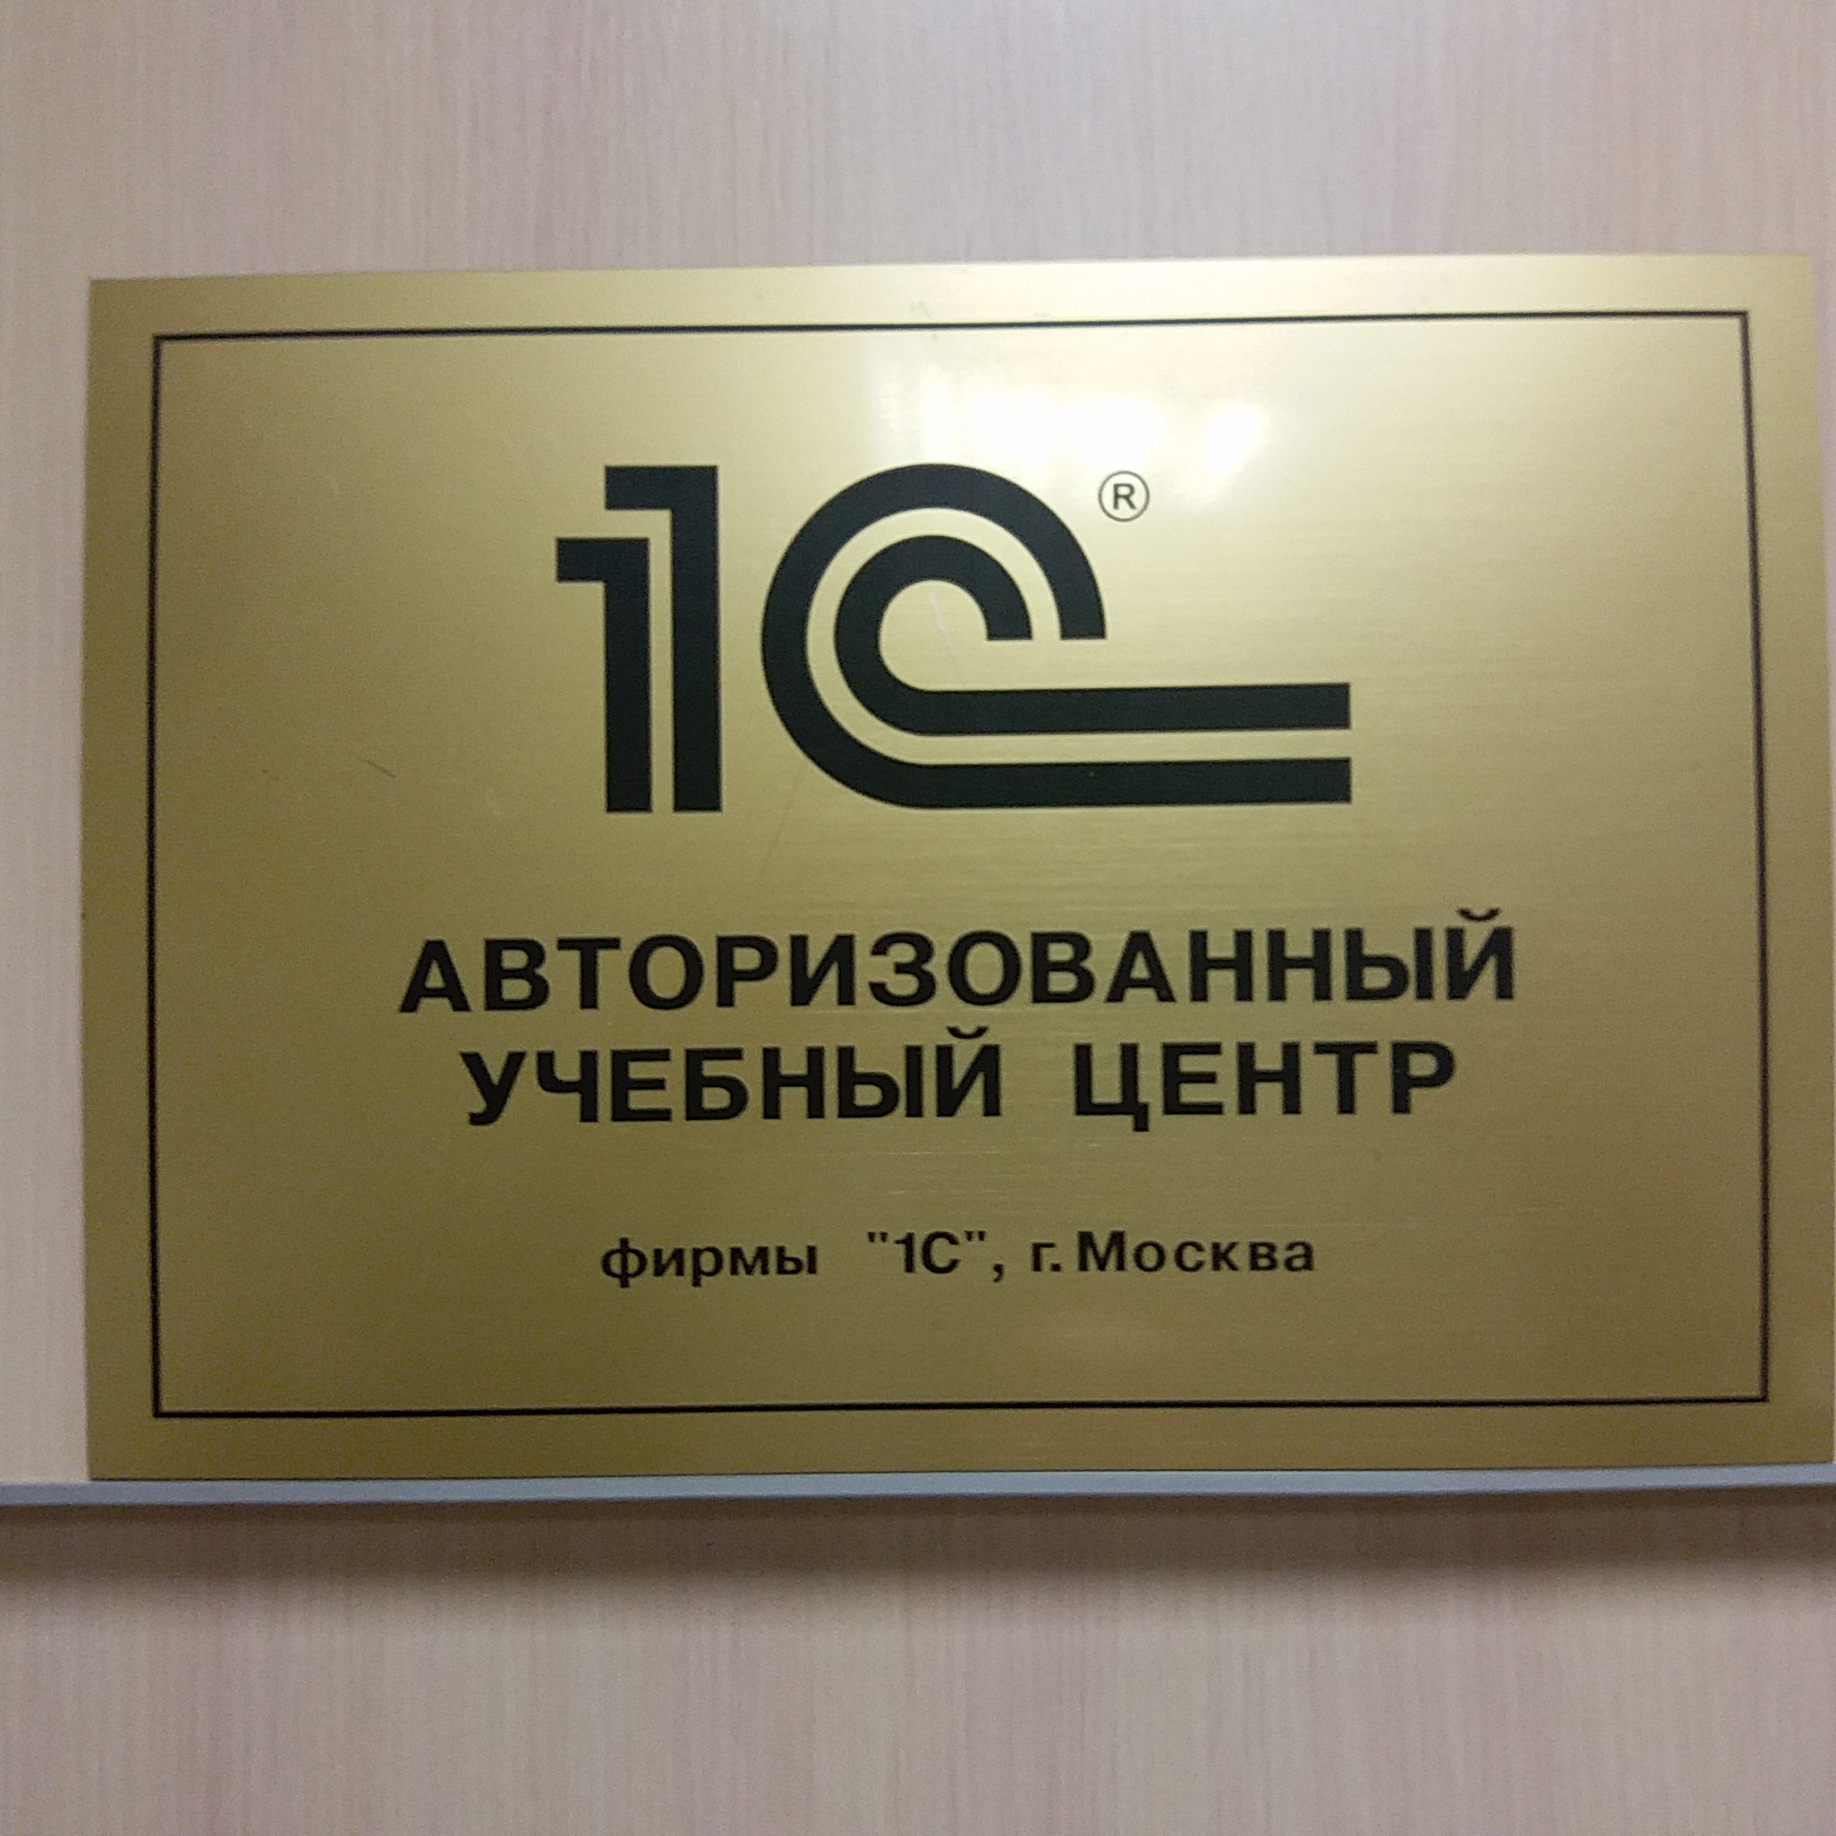 1С®
АВТОРИЗОВАННЫЙ
УЧЕБНЫЙ ЦЕНТР
фирмы "1С", г. Москва